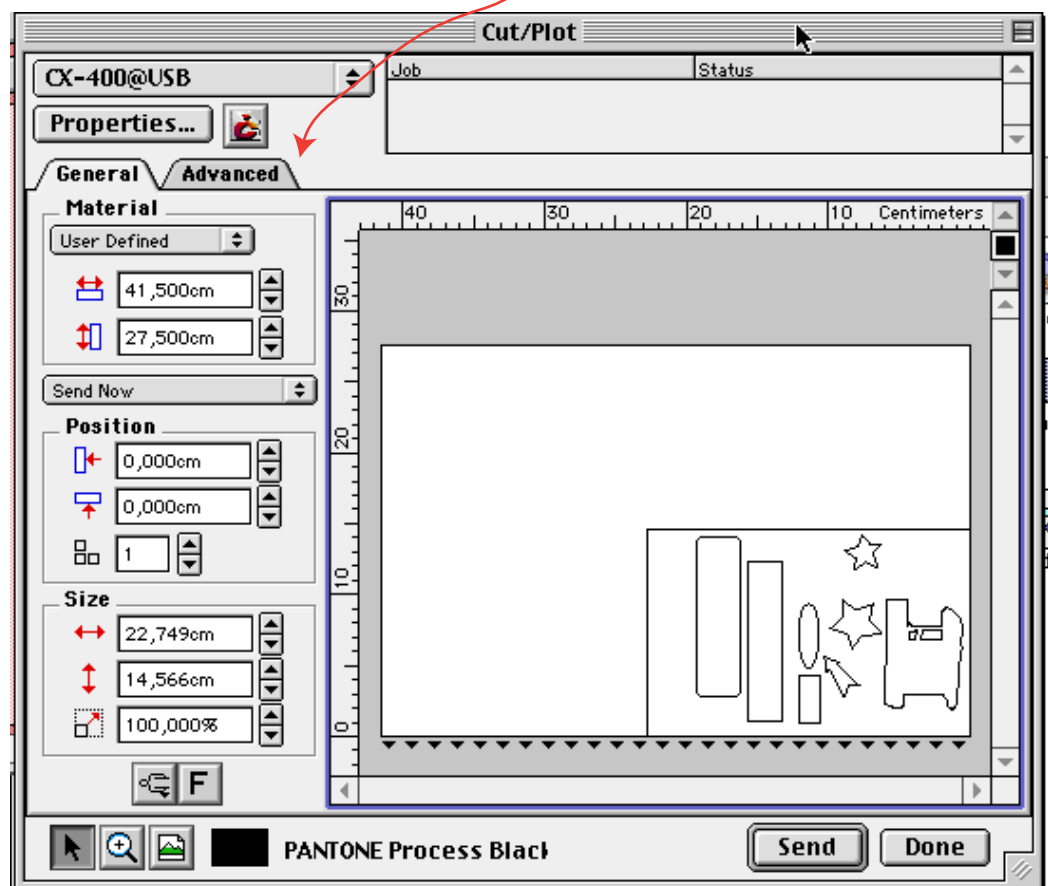 Cut/Plot
CX-400@USB
Job
Status
Properties...
General
Advanced
Material
User Defined
41,500cm
27,500cm
Send Now
Position
0,000cm
0,000cm
1
Size
22,749cm
14,566cm
100,000%
F
40
30
20
10
Centimeters
30
20
10
0
PANTONE Process Black
Send
Done